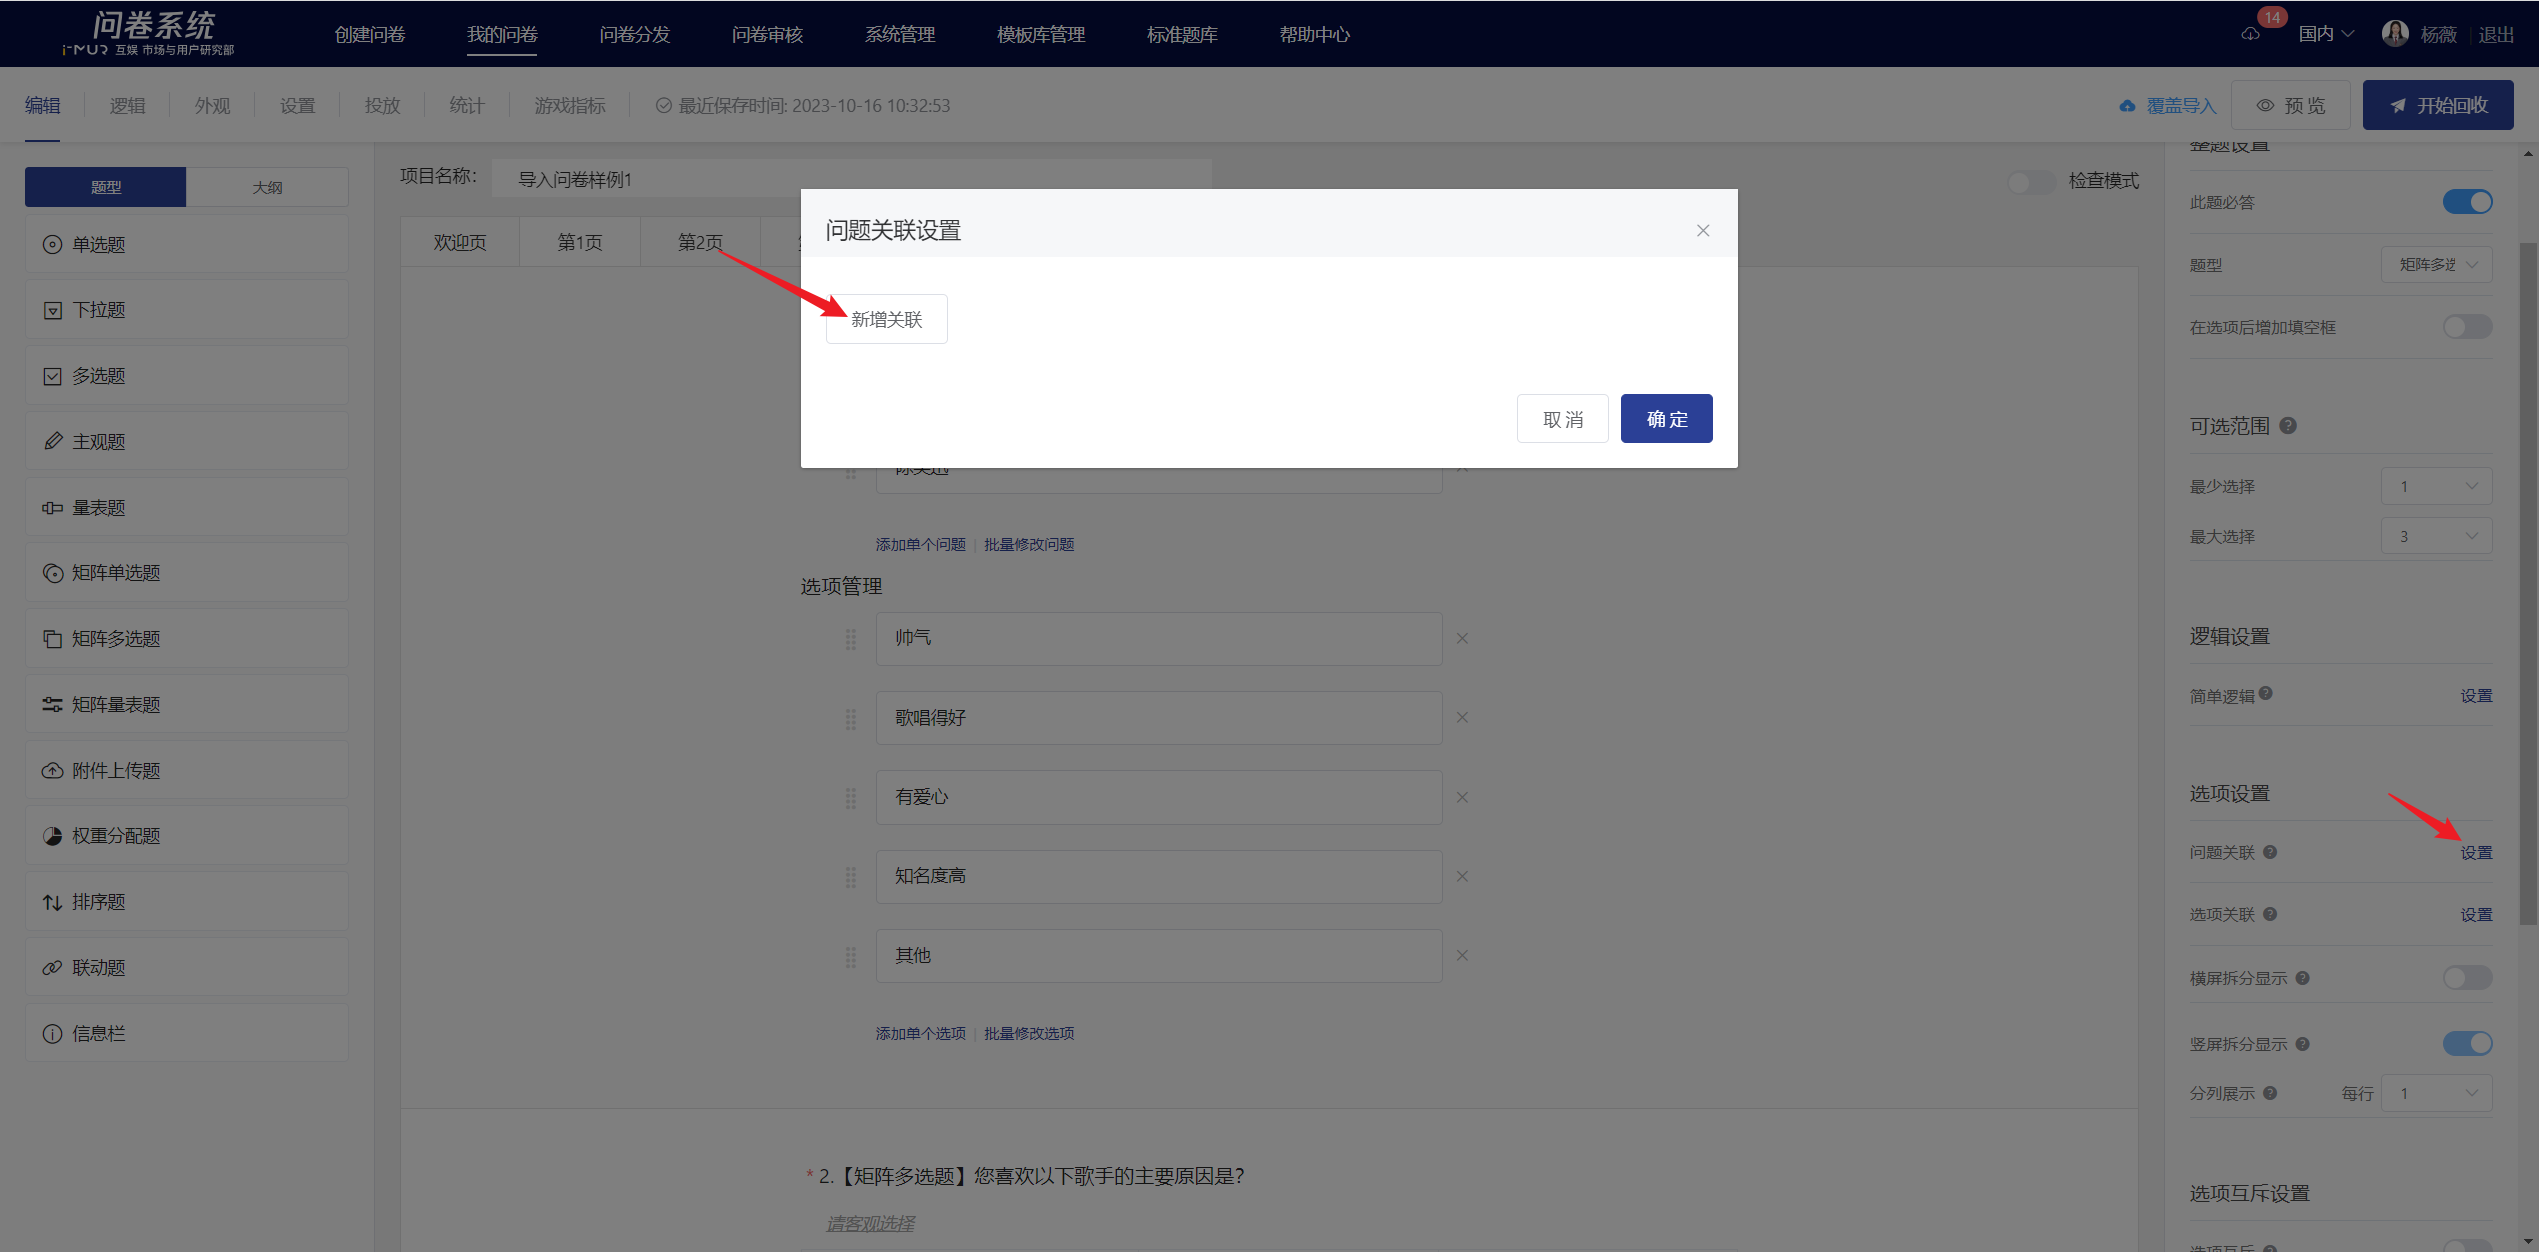 问卷系统
i-MUR 互娱 市场与用户研究部
创建问卷
我的问卷
问卷分发
问卷审核
系统管理
模板库管理
标准题库
帮助中心
14
国内
杨薇
退出
编辑
逻辑
外观
设置
投放
统计
游戏指标
最近保存时间: 2023-10-16 10:32:53
覆盖导入
预 览
开始回收
题型
大纲
单选题
下拉题
多选题
主观题
量表题
矩阵单选题
矩阵多选题
矩阵量表题
附件上传题
权重分配题
排序题
联动题
信息栏
项目名称:
导入问卷样例1
检查模式
欢迎页
第1页
第2页
问题关联设置
新增关联
取 消
确 定
添加单个问题
批量修改问题
选项管理
帅气
歌唱得好
有爱心
知名度高
其他
添加单个选项
批量修改选项
* 2.【矩阵多选题】您喜欢以下歌手的主要原因是?
请客观选择
整题设置
此题必答
题型
矩阵多选
在选项后增加填空框
可选范围
最少选择
1
最大选择
3
逻辑设置
简单逻辑
设置
选项设置
问题关联
设置
选项关联
设置
横屏拆分显示
竖屏拆分显示
分列展示
每行
1
选项互斥设置
选项互斥